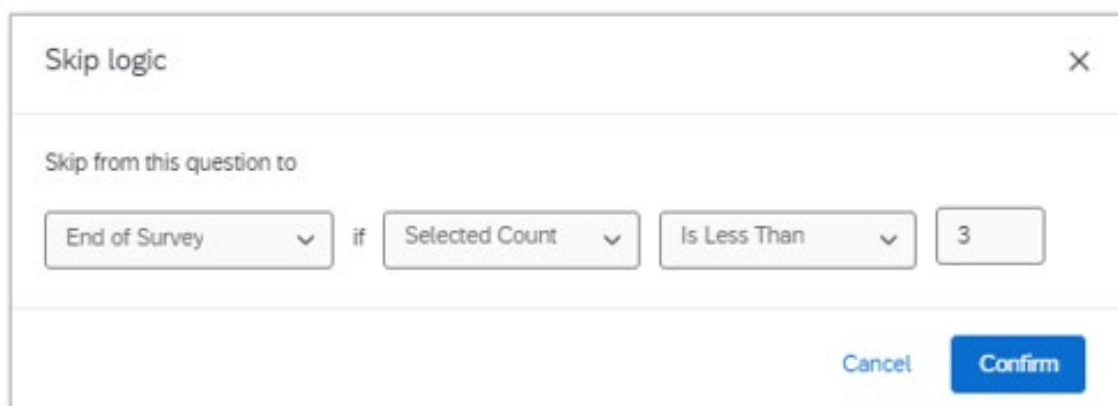 Skip logic
Skip from this question to
End of Survey if Selected Count Is Less Than 3
Cancel Confirm